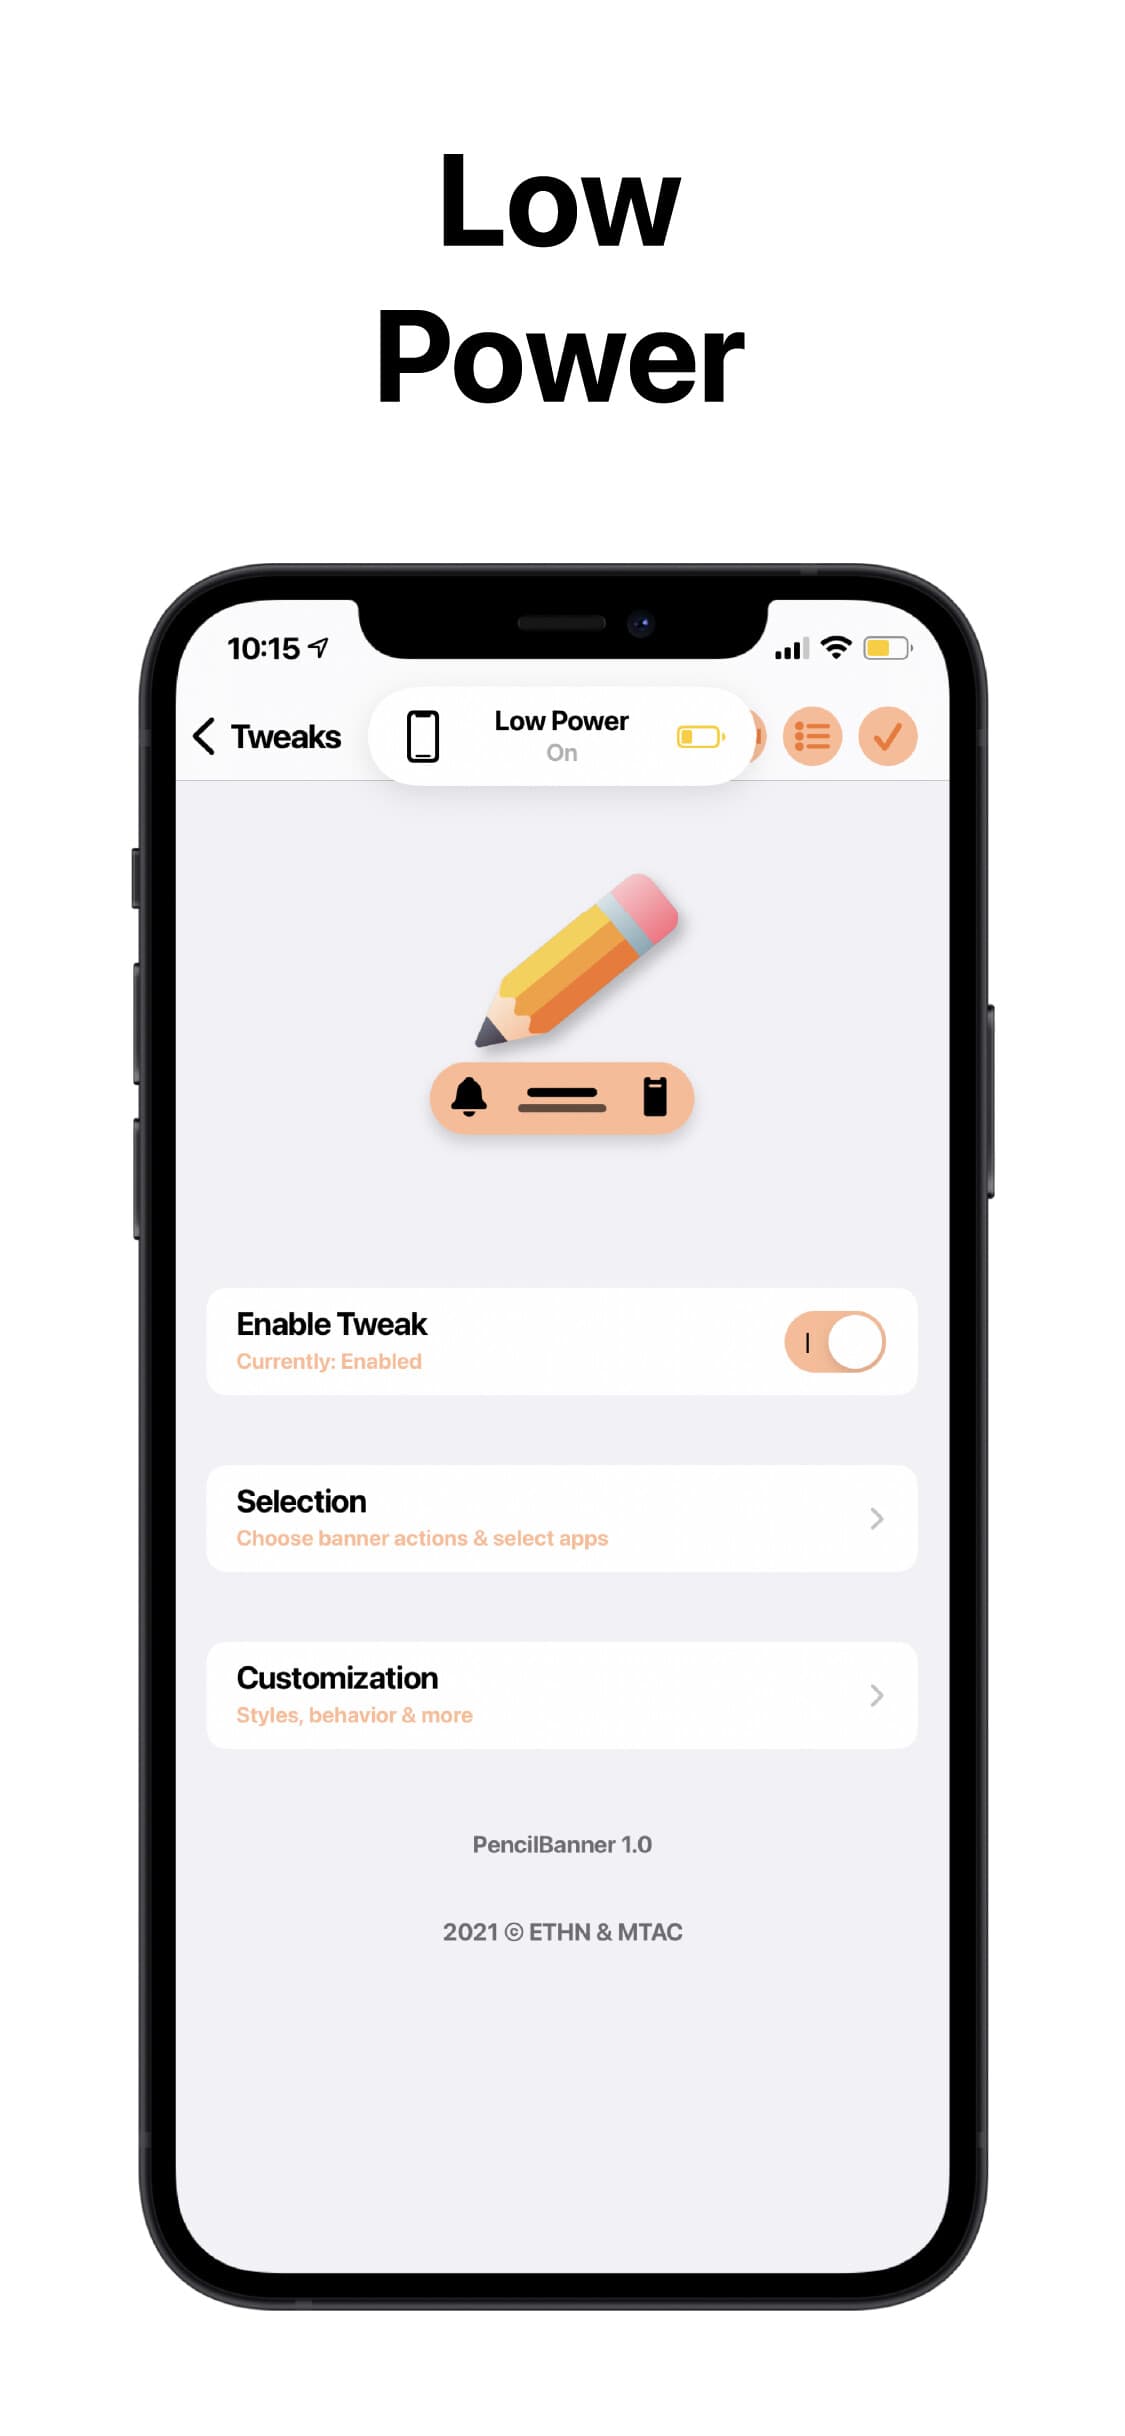 Low
Power
10:15
Tweaks
Low Power
On
Enable Tweak
Currently: Enabled
Selection
Choose banner actions & select apps
Customization
Styles, behavior & more
PencilBanner 1.0
2021 © ETHN & MTAC